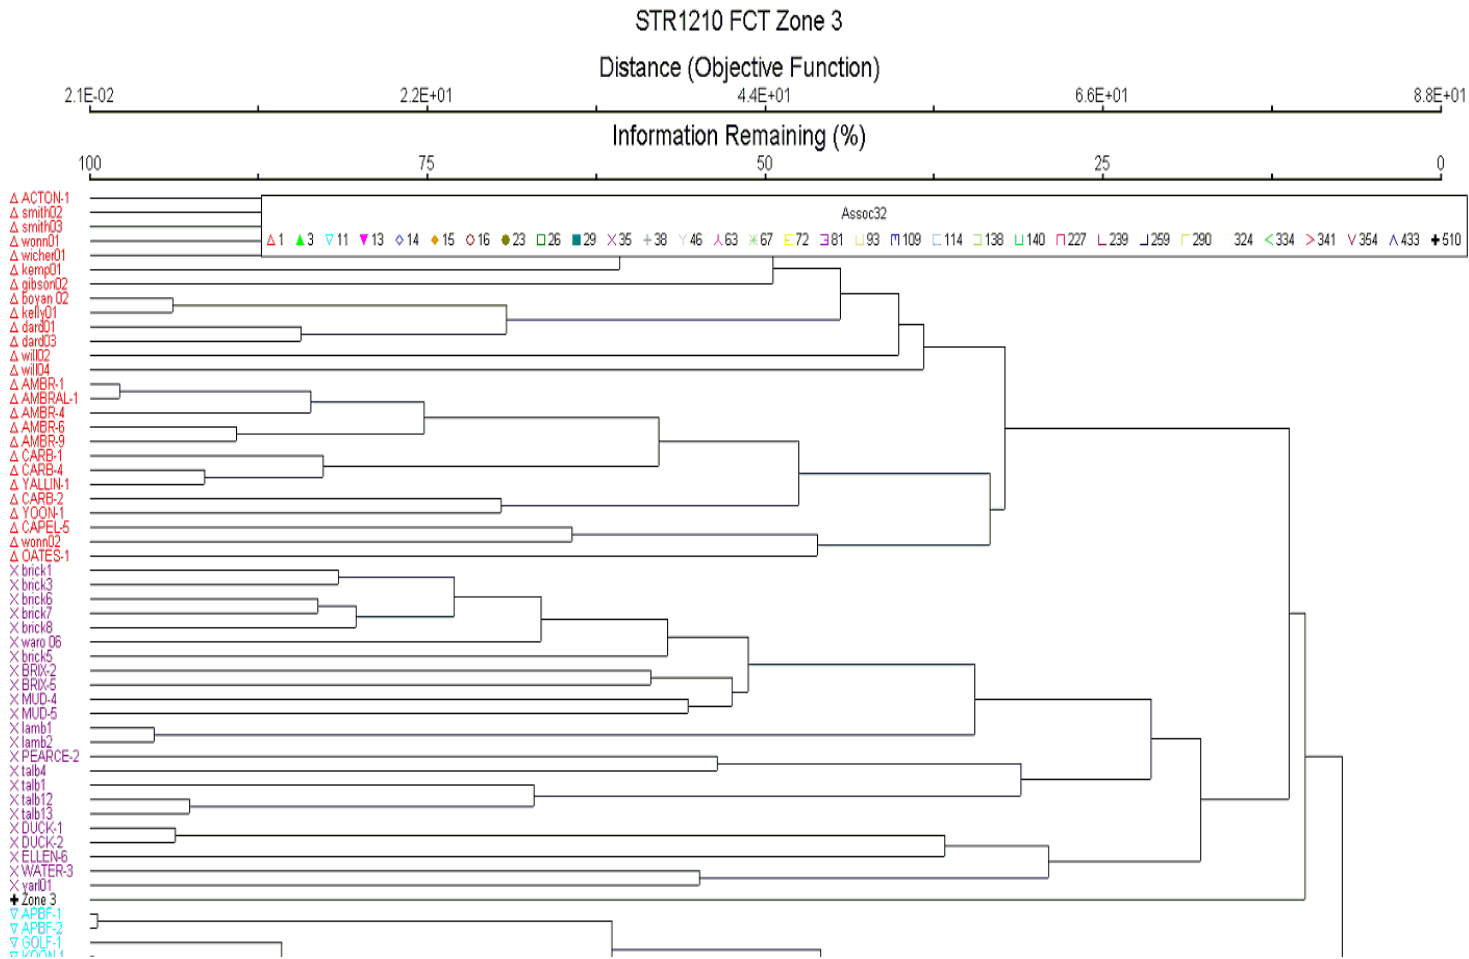 STR1210 FCT Zone 3
Distance (Objective Function)
2.1E-02 2.2E+01 4.4E+01 6.6E+01 8.8E+01
Information Remaining (%)
100 75 50 25 0
ACTON-1
smith02
smith03
wonn01
wicher01
Assoc32
1 3 11 13 14 15 16 23 26 29 35 38 46 63 67 72 81 93 109 114 138 140 227 239 259 290 324 334 341 354 433 510
kemp01
gibson02
boyan 02
kelly01
dard01
dard03
will02
will04
AMBR-1
AMBRAL-1
AMBR-4
AMBR-6
AMBR-9
CARB-1
CARB-4
YALLIN-1
CARB-2
YOON-1
CAPEL-5
wonn02
OATES-1
brick1
brick3
brick6
brick7
brick8
waro 06
brick5
BRIX-2
BRIX-5
MUD-4
MUD-5
lamb1
lamb2
PEARCE-2
talb4
talb1
talb12
talb13
DUCK-1
DUCK-2
ELLEN-6
WATER-3
yarl01
Zone 3
APBF-1
APBF-2
GOLF-1
KOON-1